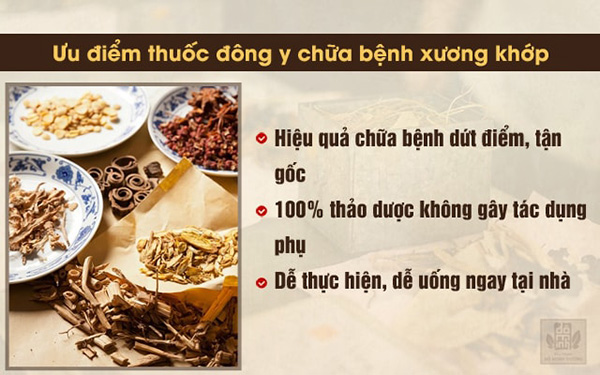 Ưu điểm thuốc đông y chữa bệnh xương khớp
Hiệu quả chữa bệnh dứt điểm, tận
gốc
100% thảo dược không gây tác dụng
phụ
Dễ thực hiện, dễ uống ngay tại nhà